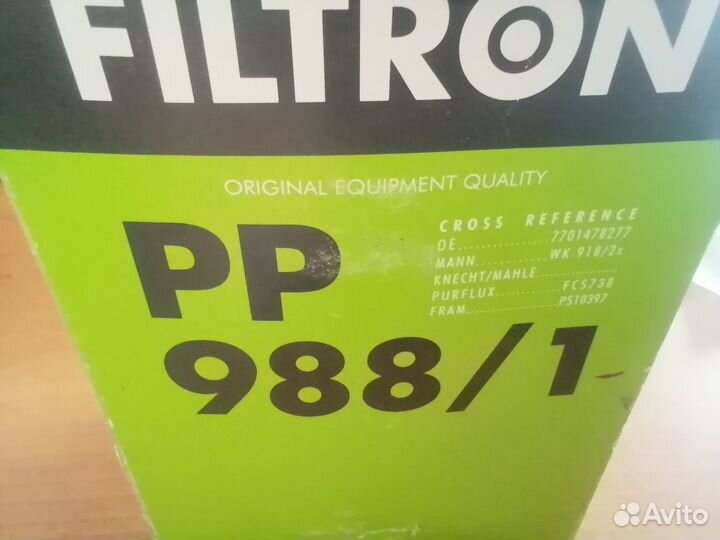 FILTRON
ORIGINAL EQUIPMENT QUALITY
PP
988/1
CROSS REFERENCE
OE...............7701478277
MANN...........WK 918/2x
KNECHT/MAHLE...............
PURFLUX...........FCS738
FRAM...............PS10397
Avito